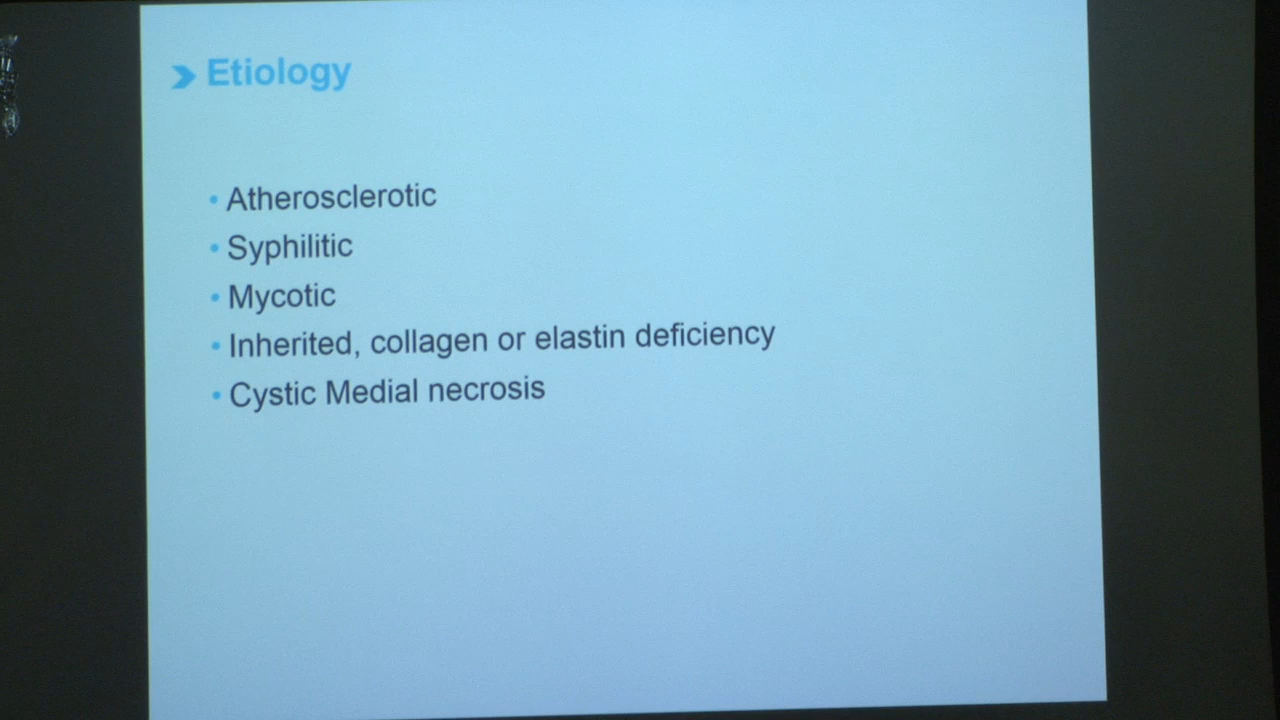 Etiology
• Atherosclerotic
• Syphilitic
• Mycotic
• Inherited, collagen or elastin deficiency
• Cystic Medial necrosis